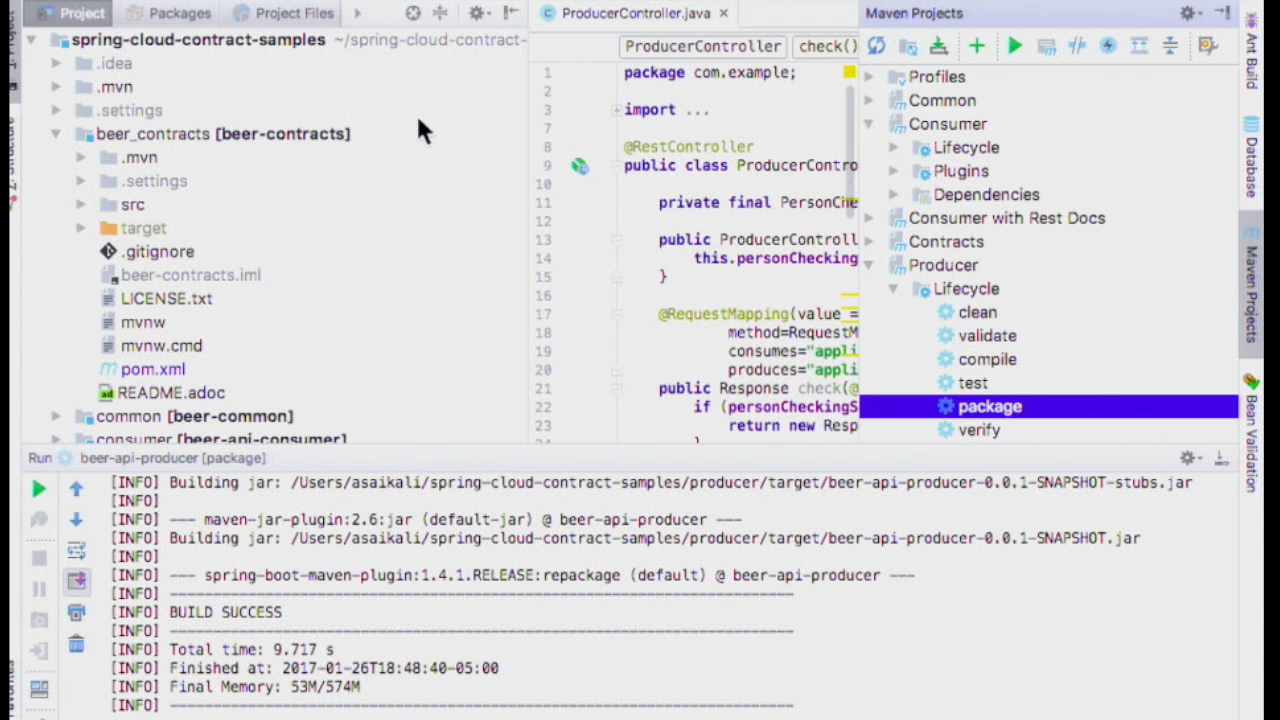 Project
Packages
Project Files
spring-cloud-contract-samples ~/spring-cloud-contract-
.idea
.mvn
.settings
beer_contracts [beer-contracts]
.mvn
.settings
src
target
.gitignore
beer-contracts.iml
LICENSE.txt
mvnw
mvnw.cmd
pom.xml
README.adoc
common [beer-common]
consumer [beer-api-consumer]
ProducerController.java
ProducerController check()
1 package com.example;
2
3 import ...
7
8 @RestController
9 public class ProducerContro
10
11 private final PersonChe
12
13 public ProducerControll
14 this.personChecking
15 }
16
17 @RequestMapping(value =
18 method=RequestM
19 consumes="appli
20 produces="appli
21 public Response check(@
22 if (personCheckingS
23 return new Resp
24 }
Maven Projects
Profiles
Common
Consumer
Lifecycle
Plugins
Dependencies
Consumer with Rest Docs
Contracts
Producer
Lifecycle
clean
validate
compile
test
package
verify
Ant Build
Database
Maven Projects
Bean Validation
Run beer-api-producer [package]
[INFO] Building jar: /Users/asaikali/spring-cloud-contract-samples/producer/target/beer-api-producer-0.0.1-SNAPSHOT-stubs.jar
[INFO]
[INFO] --- maven-jar-plugin:2.6:jar (default-jar) @ beer-api-producer ---
[INFO] Building jar: /Users/asaikali/spring-cloud-contract-samples/producer/target/beer-api-producer-0.0.1-SNAPSHOT.jar
[INFO]
[INFO] --- spring-boot-maven-plugin:1.4.1.RELEASE:repackage (default) @ beer-api-producer ---
[INFO] ------------------------------------------------------------------------
[INFO] BUILD SUCCESS
[INFO] ------------------------------------------------------------------------
[INFO] Total time: 9.717 s
[INFO] Finished at: 2017-01-26T18:48:40-05:00
[INFO] Final Memory: 53M/574M
[INFO] ------------------------------------------------------------------------